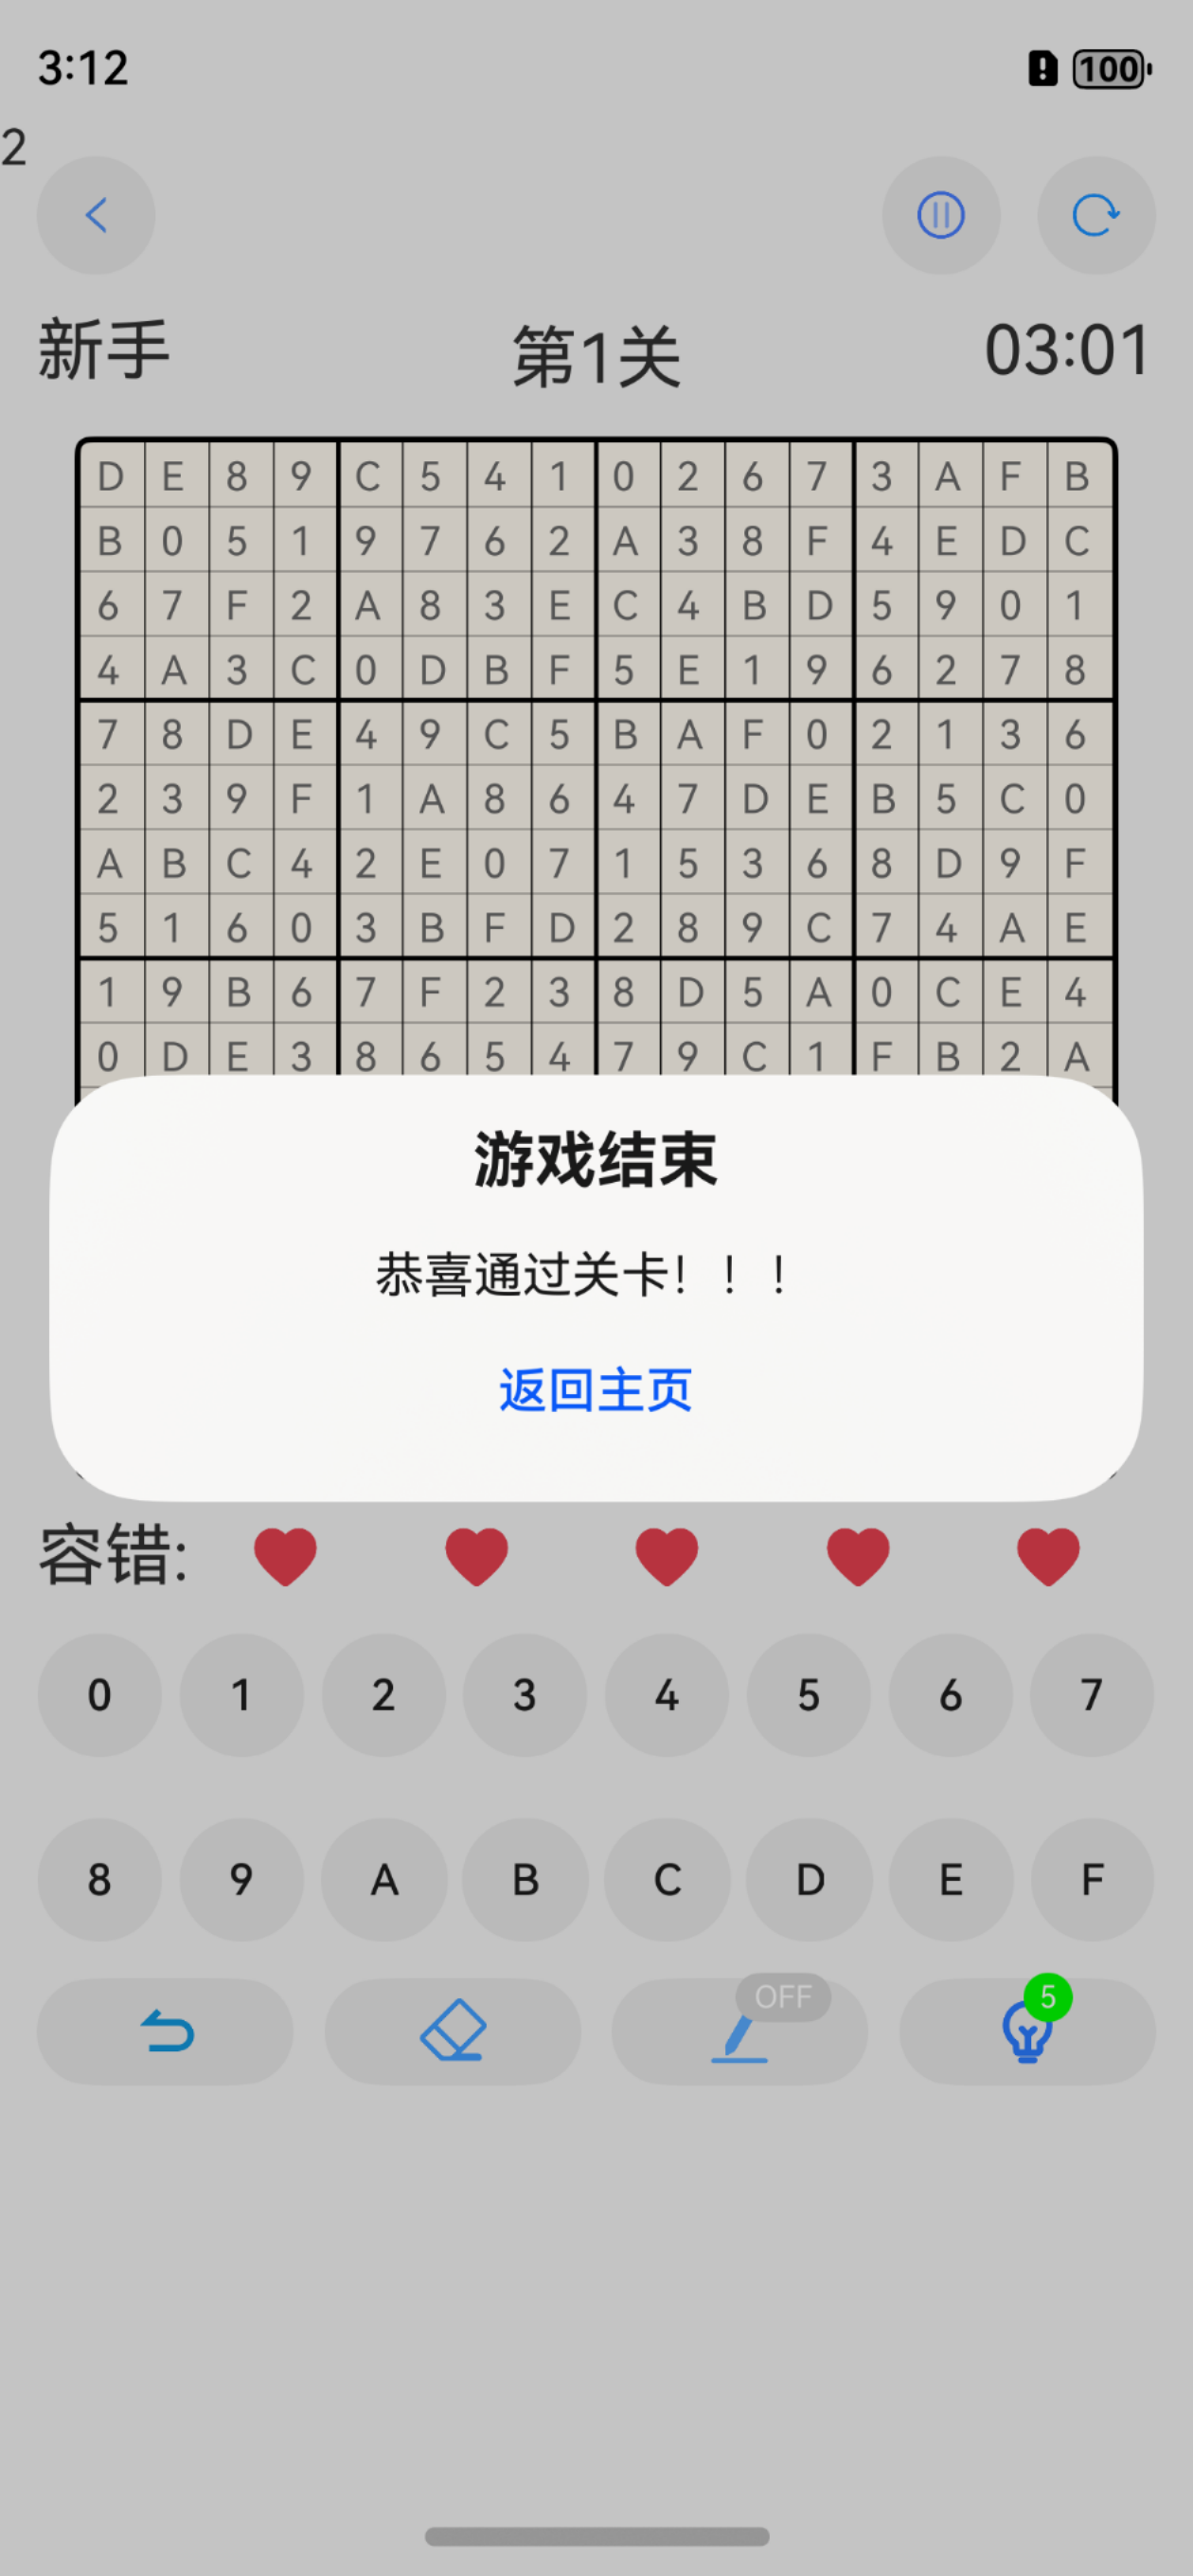 3:12
100
2
新手 第1关 03:01
D E 8 9 C 5 4 1 0 2 6 7 3 A F B
B 0 5 1 9 7 6 2 A 3 8 F 4 E D C
6 7 F 2 A 8 3 E C 4 B D 5 9 0 1
4 A 3 C 0 D B F 5 E 1 9 6 2 7 8
7 8 D E 4 9 C 5 B A F 0 2 1 3 6
2 3 9 F 1 A 8 6 4 7 D E B 5 C 0
A B C 4 2 E 0 7 1 5 3 6 8 D 9 F
5 1 6 0 3 B F D 2 8 9 C 7 4 A E
1 9 B 6 7 F 2 3 8 D 5 A 0 C E 4
0 D E 3 8 6 5 4 7 9 C 1 F B 2 A
游戏结束
恭喜通过关卡！！！
返回主页
容错:
0 1 2 3 4 5 6 7
8 9 A B C D E F
OFF 5